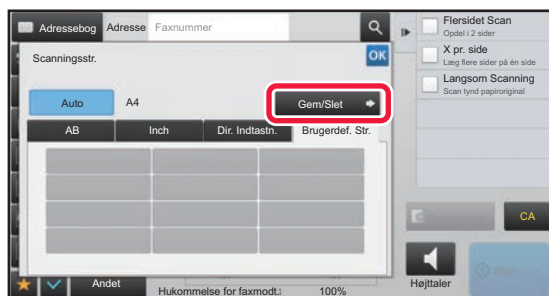 Adressebog
Adresse
Faxnummer
Flersidet Scan
Opdel i 2 sider
X pr. side
Læg flere sider på én side
Langsom Scanning
Scan tynd papiroriginal
Scanningsstr.
OK
Auto
A4
Gem/Slet
AB
Inch
Dir. Indtastn.
Brugerdef. Str.
CA
Start
Højttaler
Andet
Hukommelse for faxmodt.:
100%